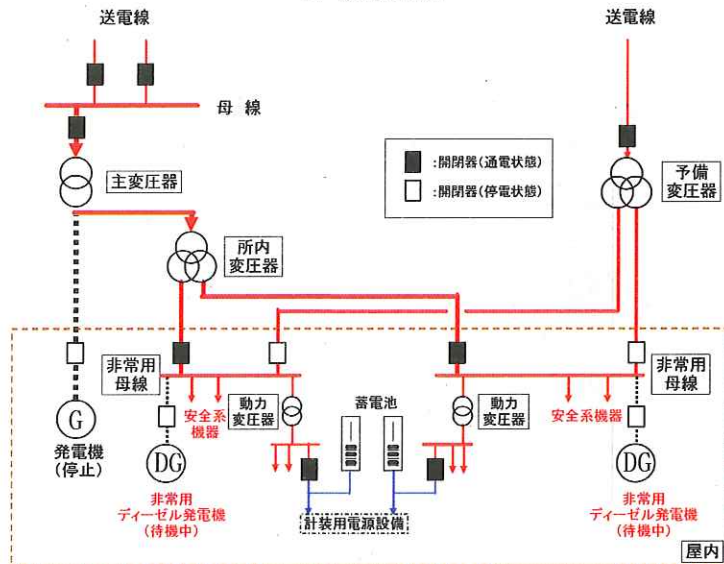 送電線
送電線
母 線
■:開閉器(通電状態)
□:開閉器(停電状態)
主変圧器
予備
変圧器
所内
変圧器
非常用
母線
非常用
母線
安全系
機器
動力
変圧器
蓄電池
動力
変圧器
安全系機器
G
発電機
(停止)
DG
非常用
ディーゼル発電機
(待機中)
計装用電源設備
DG
非常用
ディーゼル発電機
(待機中)
屋内